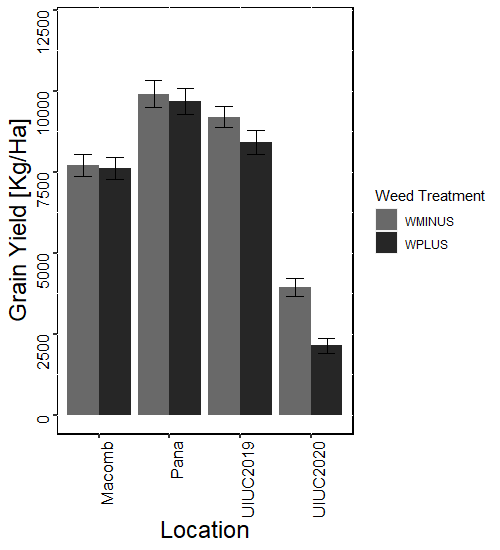 Grain Yield [Kg/Ha]
12500
10000
7500
5000
2500
0
Macomb
Pana
UIUC2019
UIUC2020
Location
Weed Treatment
WMINUS
WPLUS